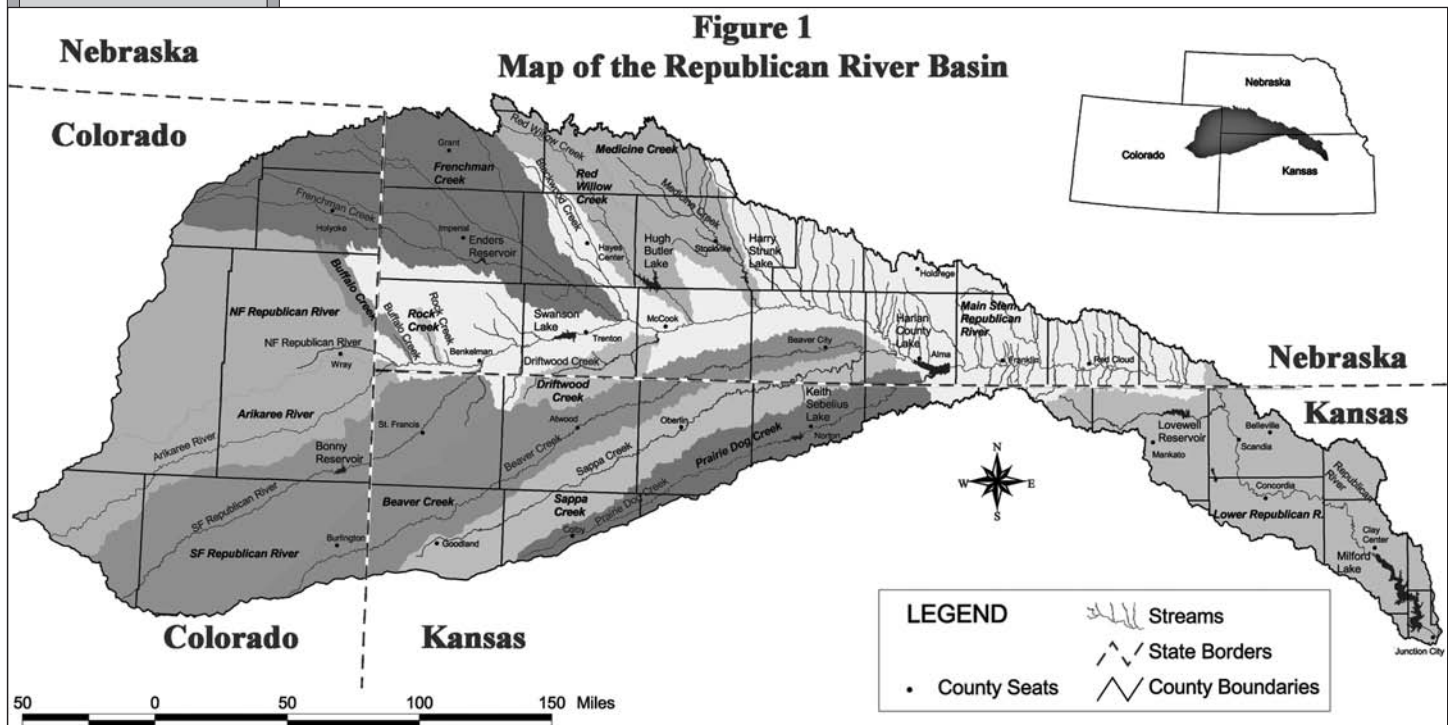 Figure 1
Map of the Republican River Basin
Nebraska
Colorado
Nebraska
Colorado
Kansas
Red Willow Creek
Medicine Creek
Grant
Frenchman
Creek
Blackwood Creek
Red
Willow
Creek
Medicine Creek
Frenchman Creek
Holyoke
Imperial
Enders
Reservoir
Hayes
Center
Hugh
Butler
Lake
Stockville
Harry
Strunk
Lake
Holdrege
Buffalo Creek
NF Republican River
Rock
Creek
Buffalo Creek
Rock Creek
Swanson
Lake
Trenton
McCook
Harlan
County
Lake
Alma
Main Stem
Republican
River
Franklin
Red Cloud
NF Republican River
Wray
Benkelman
Driftwood Creek
Beaver City
Nebraska
Kansas
Driftwood
Creek
Arikaree River
Arikaree River
St. Francis
Atwood
Oberlin
Keith
Sebelius
Lake
Norton
Lovewell
Reservoir
Belleville
Scandia
Mankato
Bonny
Reservoir
Beaver Creek
Sappa Creek
Prairie Dog Creek
Republican
River
SF Republican River
Beaver Creek
Sappa
Creek
Prairie Dog Creek
Concordia
Lower Republican R.
SF Republican River
Burlington
Goodland
Colby
Clay
Center
Milford
Lake
Junction City
N
W
E
S
Colorado
Kansas
LEGEND
Streams
State Borders
County Seats
County Boundaries
50 0 50 100 150 Miles